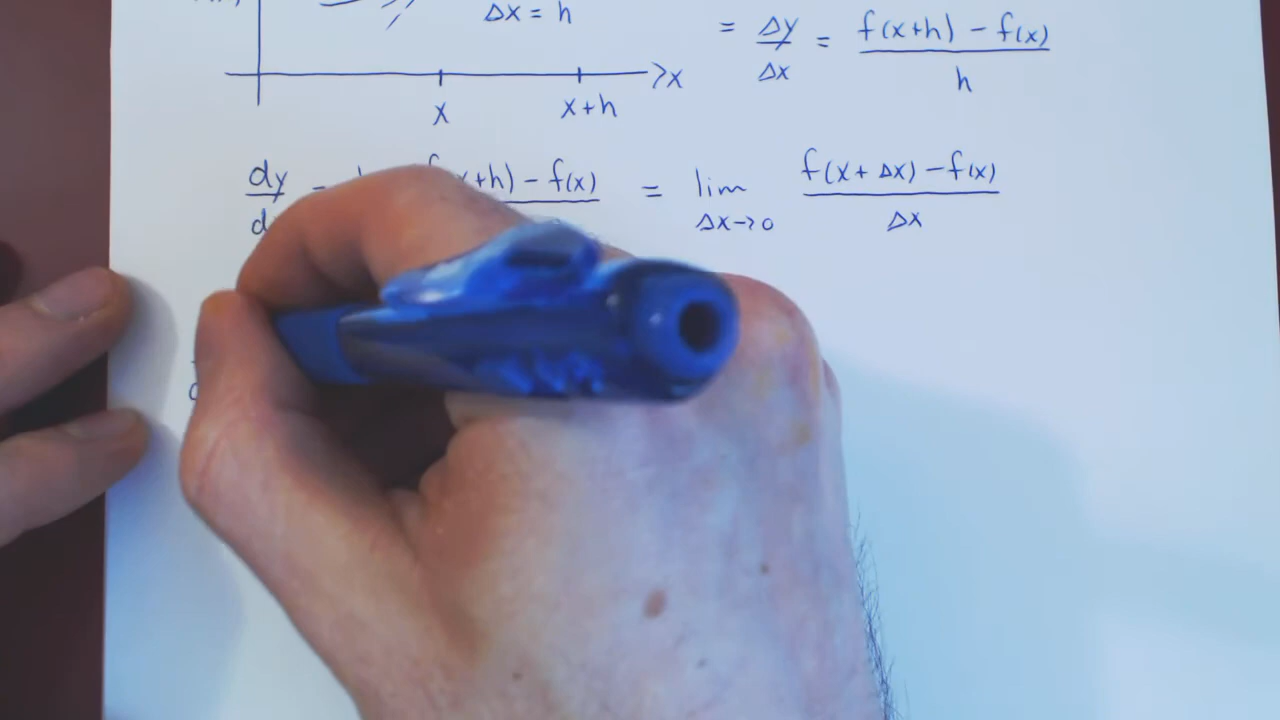 Δx = h
= Δy/Δx = f(x+h) - f(x)/h
x
x x+h
dy +h) - f(x) = lim Δx→0 f(x + Δx) - f(x)/Δx